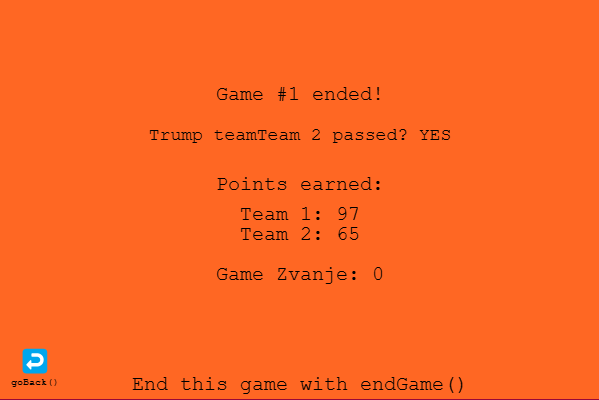 Game #1 ended!
Trump teamTeam 2 passed? YES
Points earned:
Team 1: 97
Team 2: 65
Game Zvanje: 0
goBack()
End this game with endGame()